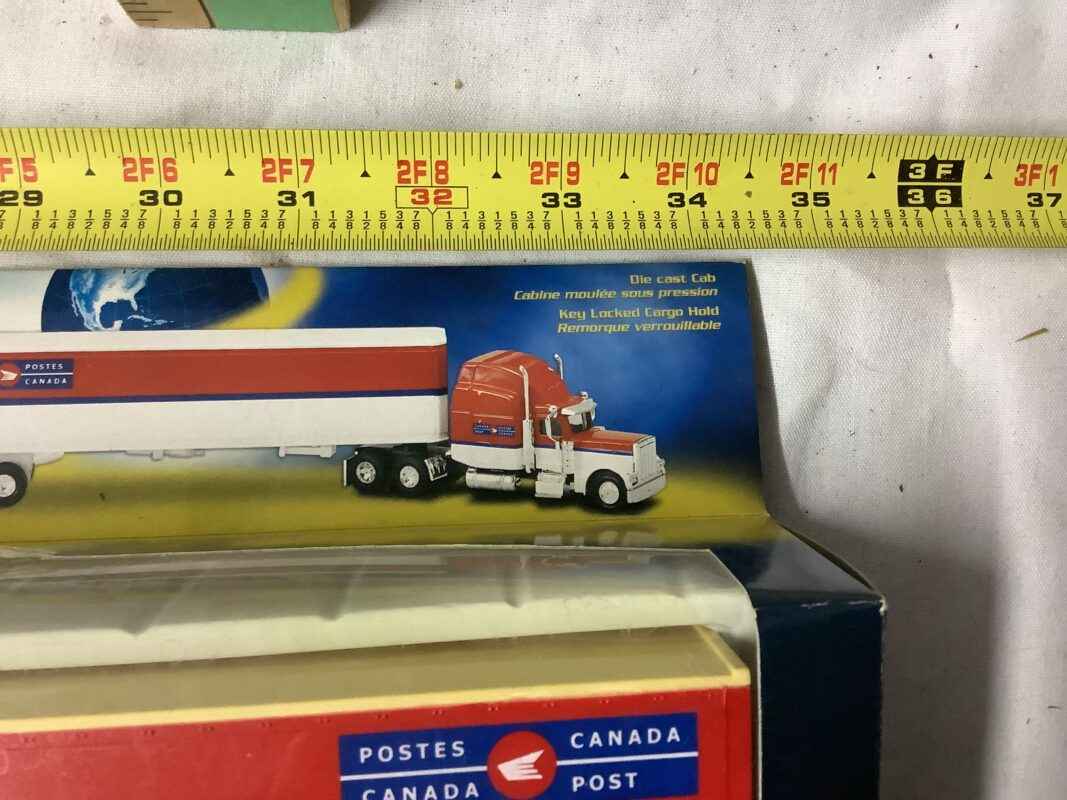 F5 2F6 2F7 2F8 2F9 2F10 2F11 3F 3F1
29 30 31 32 33 34 35 36 37
Die cast Cab
Cabine moulée sous pression
Key Locked Cargo Hold
Remorque verrouillable
POSTES
CANADA
POSTES CANADA
CANADA POST